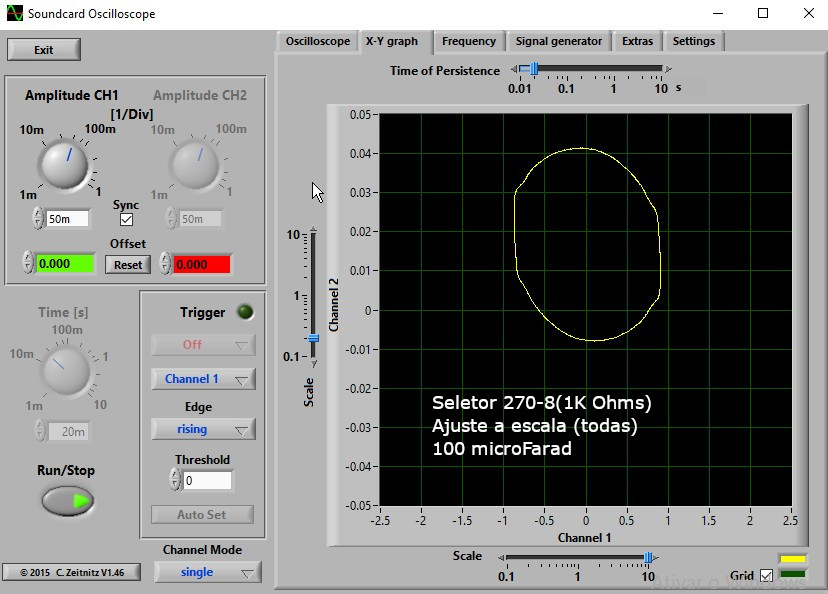 Soundcard Oscilloscope
Exit
Oscilloscope X-Y graph Frequency Signal generator Extras Settings
Time of Persistence
0.01 0.1 1 10 s
Amplitude CH1 Amplitude CH2
[1/Div]
10m 100m 10m 100m
1m 1 1m 1
Sync
50m 50m
Offset
0.000 Reset 0.000
Time [s]
100m
10m 1
1m 10
20m
Run/Stop
Trigger
Off
Channel 1
Edge
rising
Threshold
0
Auto Set
Channel Mode
single
© 2015 C. Zeitnitz V1.46
10
1
0.1
Scale
Channel 2
0.05
0.04
0.03
0.02
0.01
0
-0.01
-0.02
-0.03
-0.04
-0.05
Seletor 270-8(1K Ohms)
Ajuste a escala (todas)
100 microFarad
-2.5 -2 -1.5 -1 -0.5 0 0.5 1 1.5 2 2.5
Channel 1
Scale
0.1 1 10
Grid
Ativar o Windows